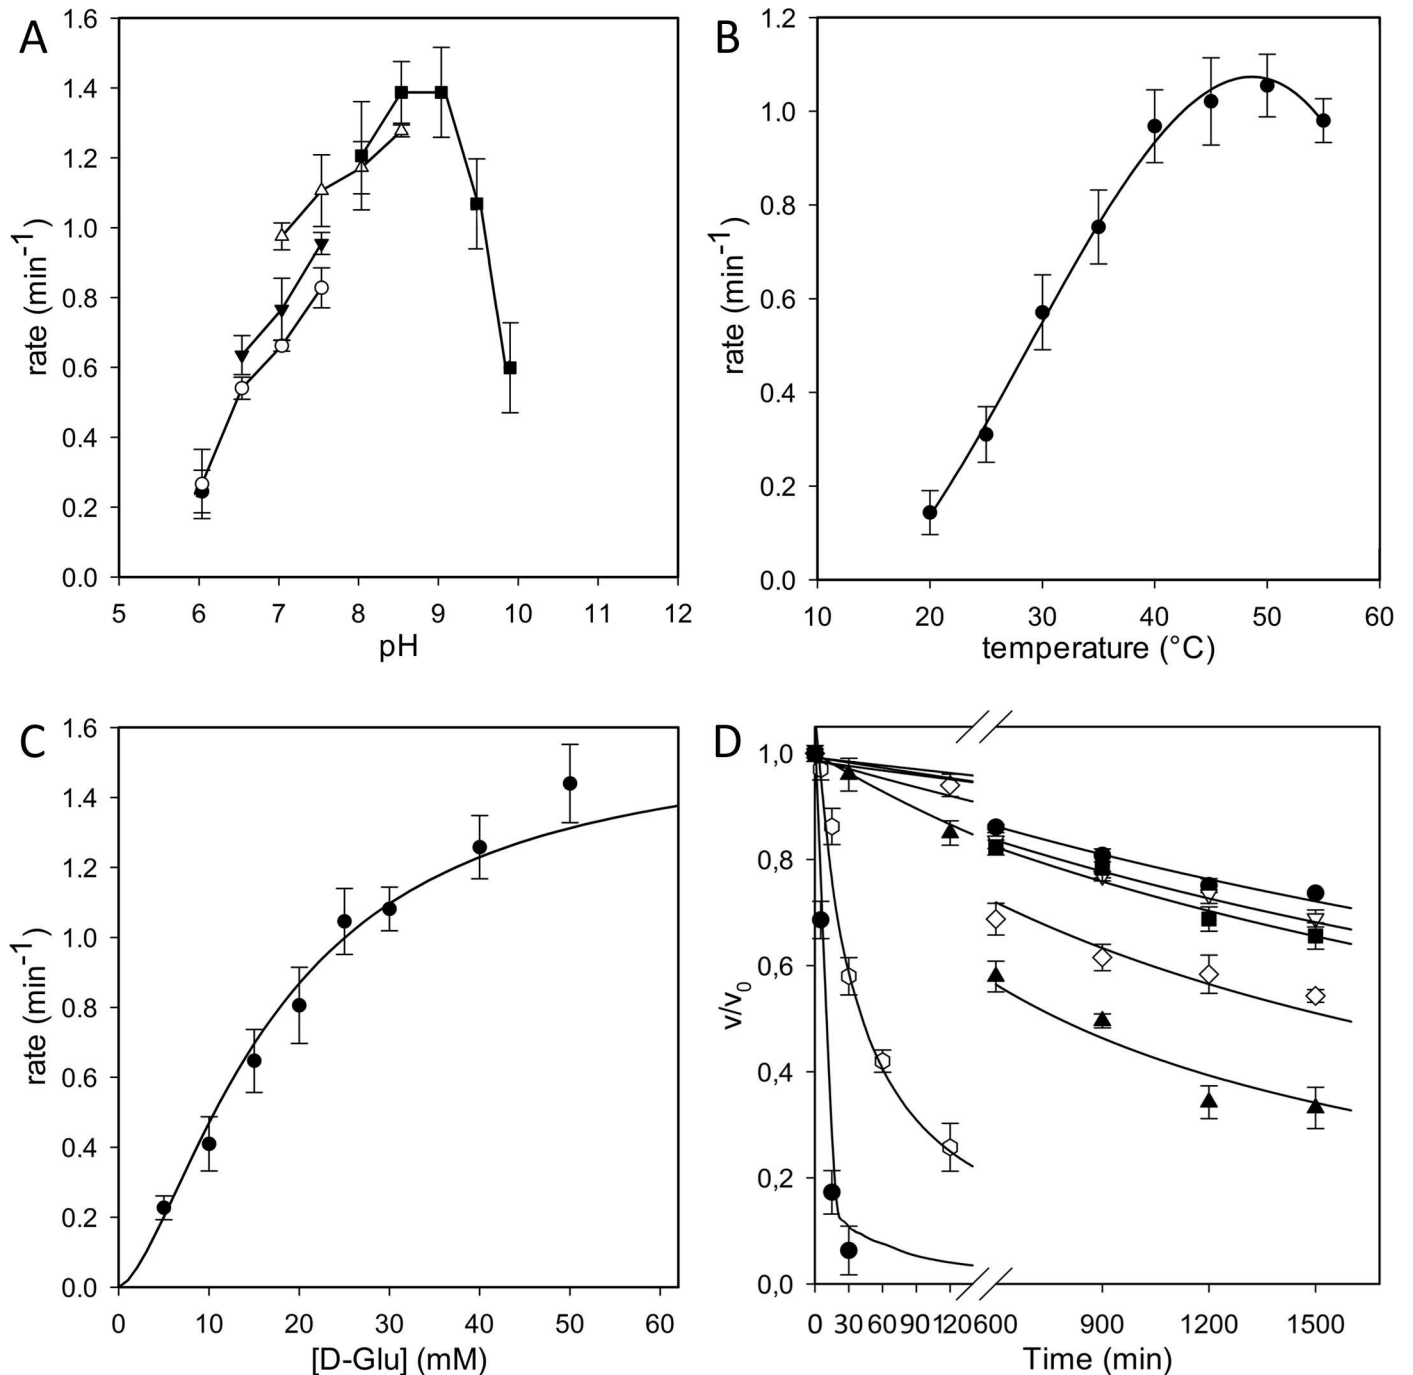 A
1.6
1.4
1.2
1.0
0.8
0.6
0.4
0.2
0.0
rate (min⁻¹)
5 6 7 8 9 10 11 12
pH
B
1.2
1.0
0.8
0.6
0.4
0.2
0.0
rate (min⁻¹)
10 20 30 40 50 60
temperature (°C)
C
1.6
1.4
1.2
1.0
0.8
0.6
0.4
0.2
0.0
rate (min⁻¹)
0 10 20 30 40 50 60
[D-Glu] (mM)
D
1,0
0,8
0,6
0,4
0,2
0,0
v/v₀
0 30 60 90 120 600 900 1200 1500
Time (min)